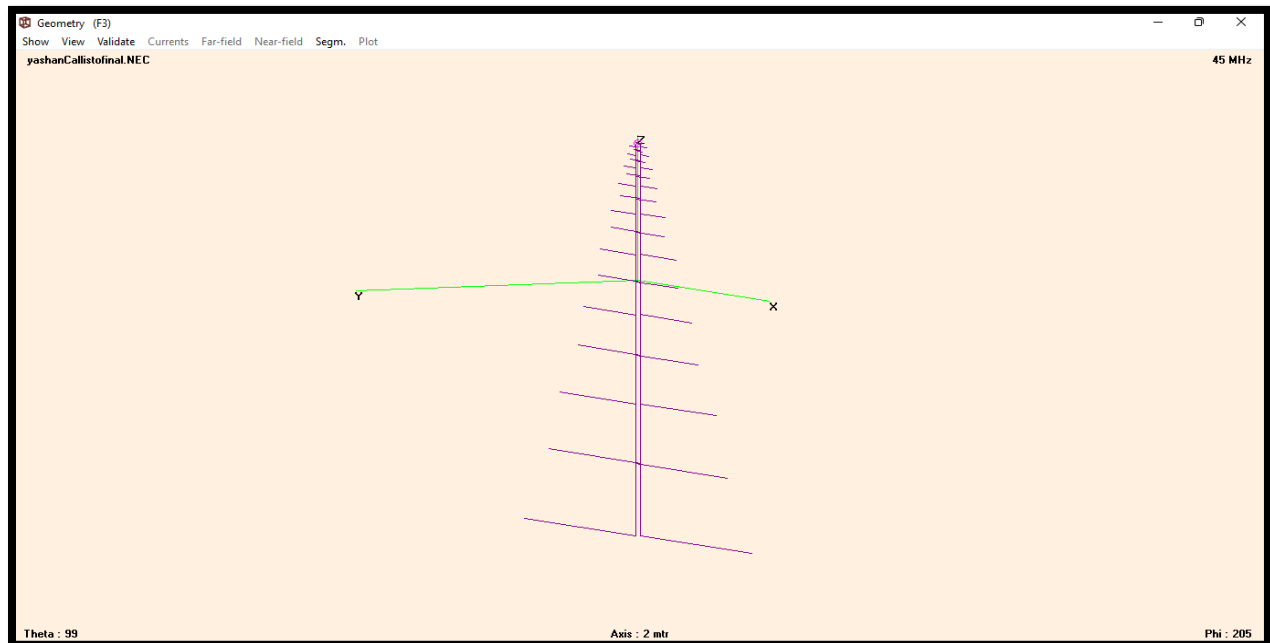 Geometry (F3)
Show View Validate Currents Far-field Near-field Segm. Plot
yashanCallistofinal.NEC 45 MHz
Z
Y
X
Theta : 99 Axis : 2 mtr Phi : 205